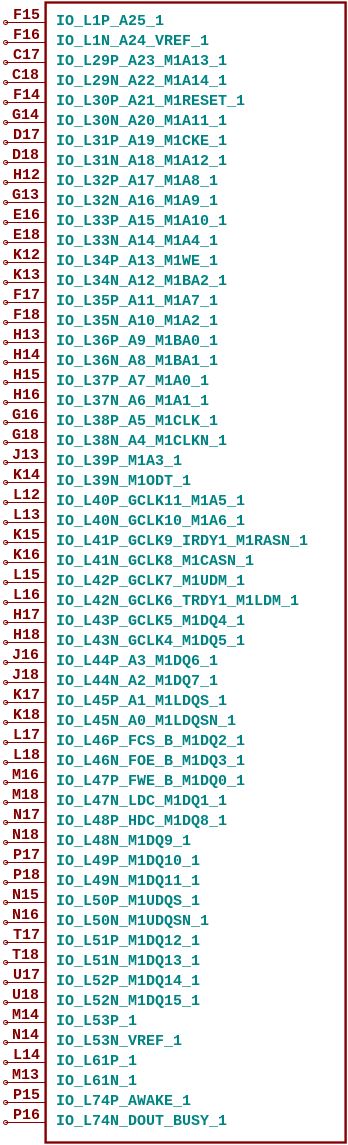 F15 IO_L1P_A25_1
F16 IO_L1N_A24_VREF_1
C17 IO_L29P_A23_M1A13_1
C18 IO_L29N_A22_M1A14_1
F14 IO_L30P_A21_M1RESET_1
G14 IO_L30N_A20_M1A11_1
D17 IO_L31P_A19_M1CKE_1
D18 IO_L31N_A18_M1A12_1
H12 IO_L32P_A17_M1A8_1
G13 IO_L32N_A16_M1A9_1
E16 IO_L33P_A15_M1A10_1
E18 IO_L33N_A14_M1A4_1
K12 IO_L34P_A13_M1WE_1
K13 IO_L34N_A12_M1BA2_1
F17 IO_L35P_A11_M1A7_1
F18 IO_L35N_A10_M1A2_1
H13 IO_L36P_A9_M1BA0_1
H14 IO_L36N_A8_M1BA1_1
H15 IO_L37P_A7_M1A0_1
H16 IO_L37N_A6_M1A1_1
G16 IO_L38P_A5_M1CLK_1
G18 IO_L38N_A4_M1CLKN_1
J13 IO_L39P_M1A3_1
K14 IO_L39N_M1ODT_1
L12 IO_L40P_GCLK11_M1A5_1
L13 IO_L40N_GCLK10_M1A6_1
K15 IO_L41P_GCLK9_IRDY1_M1RASN_1
K16 IO_L41N_GCLK8_M1CASN_1
L15 IO_L42P_GCLK7_M1UDM_1
L16 IO_L42N_GCLK6_TRDY1_M1LDM_1
H17 IO_L43P_GCLK5_M1DQ4_1
H18 IO_L43N_GCLK4_M1DQ5_1
J16 IO_L44P_A3_M1DQ6_1
J18 IO_L44N_A2_M1DQ7_1
K17 IO_L45P_A1_M1LDQS_1
K18 IO_L45N_A0_M1LDQSN_1
L17 IO_L46P_FCS_B_M1DQ2_1
L18 IO_L46N_FOE_B_M1DQ3_1
M16 IO_L47P_FWE_B_M1DQ0_1
M18 IO_L47N_LDC_M1DQ1_1
N17 IO_L48P_HDC_M1DQ8_1
N18 IO_L48N_M1DQ9_1
P17 IO_L49P_M1DQ10_1
P18 IO_L49N_M1DQ11_1
N15 IO_L50P_M1UDQS_1
N16 IO_L50N_M1UDQSN_1
T17 IO_L51P_M1DQ12_1
T18 IO_L51N_M1DQ13_1
U17 IO_L52P_M1DQ14_1
U18 IO_L52N_M1DQ15_1
M14 IO_L53P_1
N14 IO_L53N_VREF_1
L14 IO_L61P_1
M13 IO_L61N_1
P15 IO_L74P_AWAKE_1
P16 IO_L74N_DOUT_BUSY_1